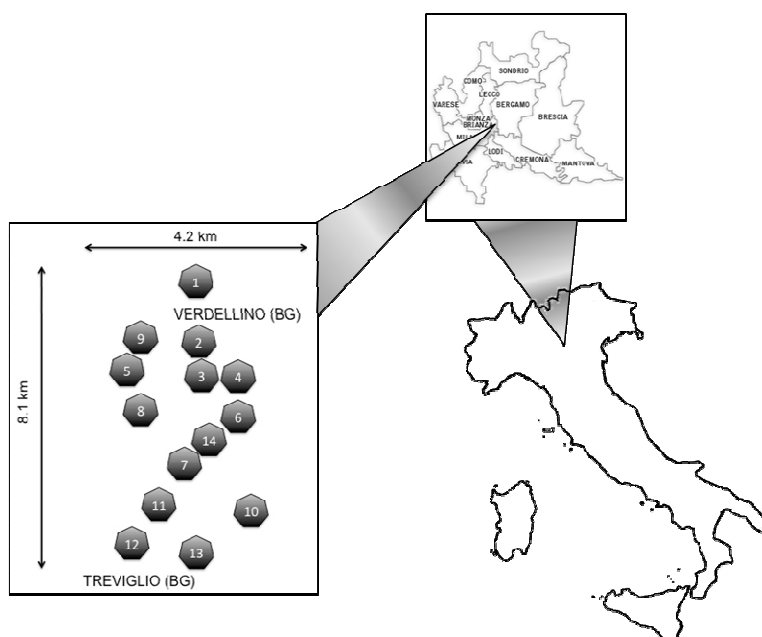 SONDRIO
COMO
LECCO
VARESE
BERGAMO
MONZA
BRIANZA
BRESCIA
LODI
CREMONA
MANTOVA
4.2 km
8.1 km
1
VERDELLINO (BG)
9
2
5
3
4
8
6
14
7
11
10
12
13
TREVIGLIO (BG)